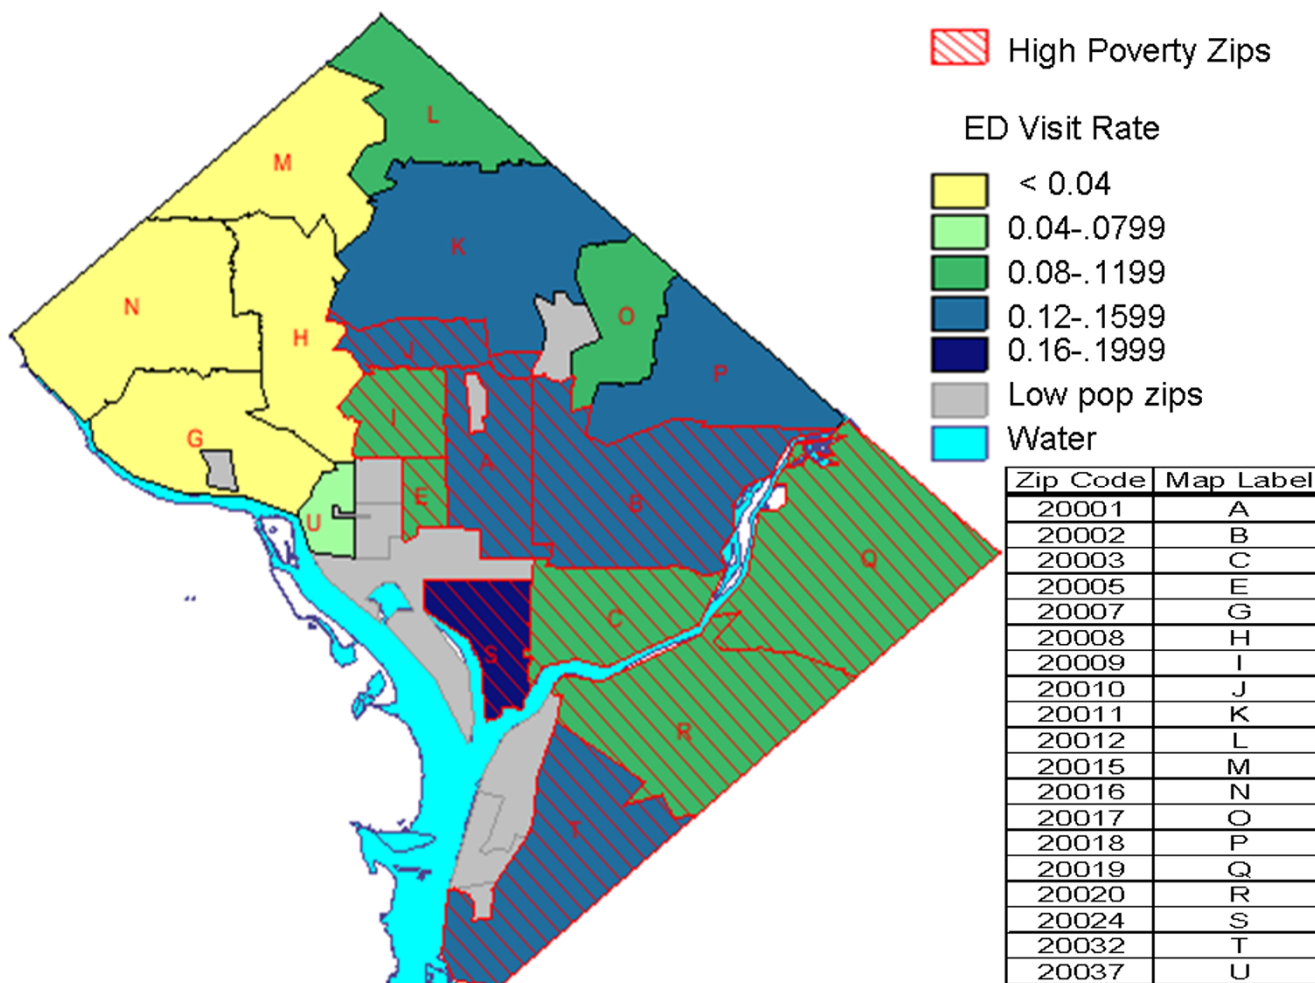 High Poverty Zips
ED Visit Rate
< 0.04
0.04-.0799
0.08-.1199
0.12-.1599
0.16-.1999
Low pop zips
Water
L
M
K
N
O
H
J
P
I
G
A
E
B
U
Q
C
S
R
T
Zip Code Map Label
20001 A
20002 B
20003 C
20005 E
20007 G
20008 H
20009 I
20010 J
20011 K
20012 L
20015 M
20016 N
20017 O
20018 P
20019 Q
20020 R
20024 S
20032 T
20037 U